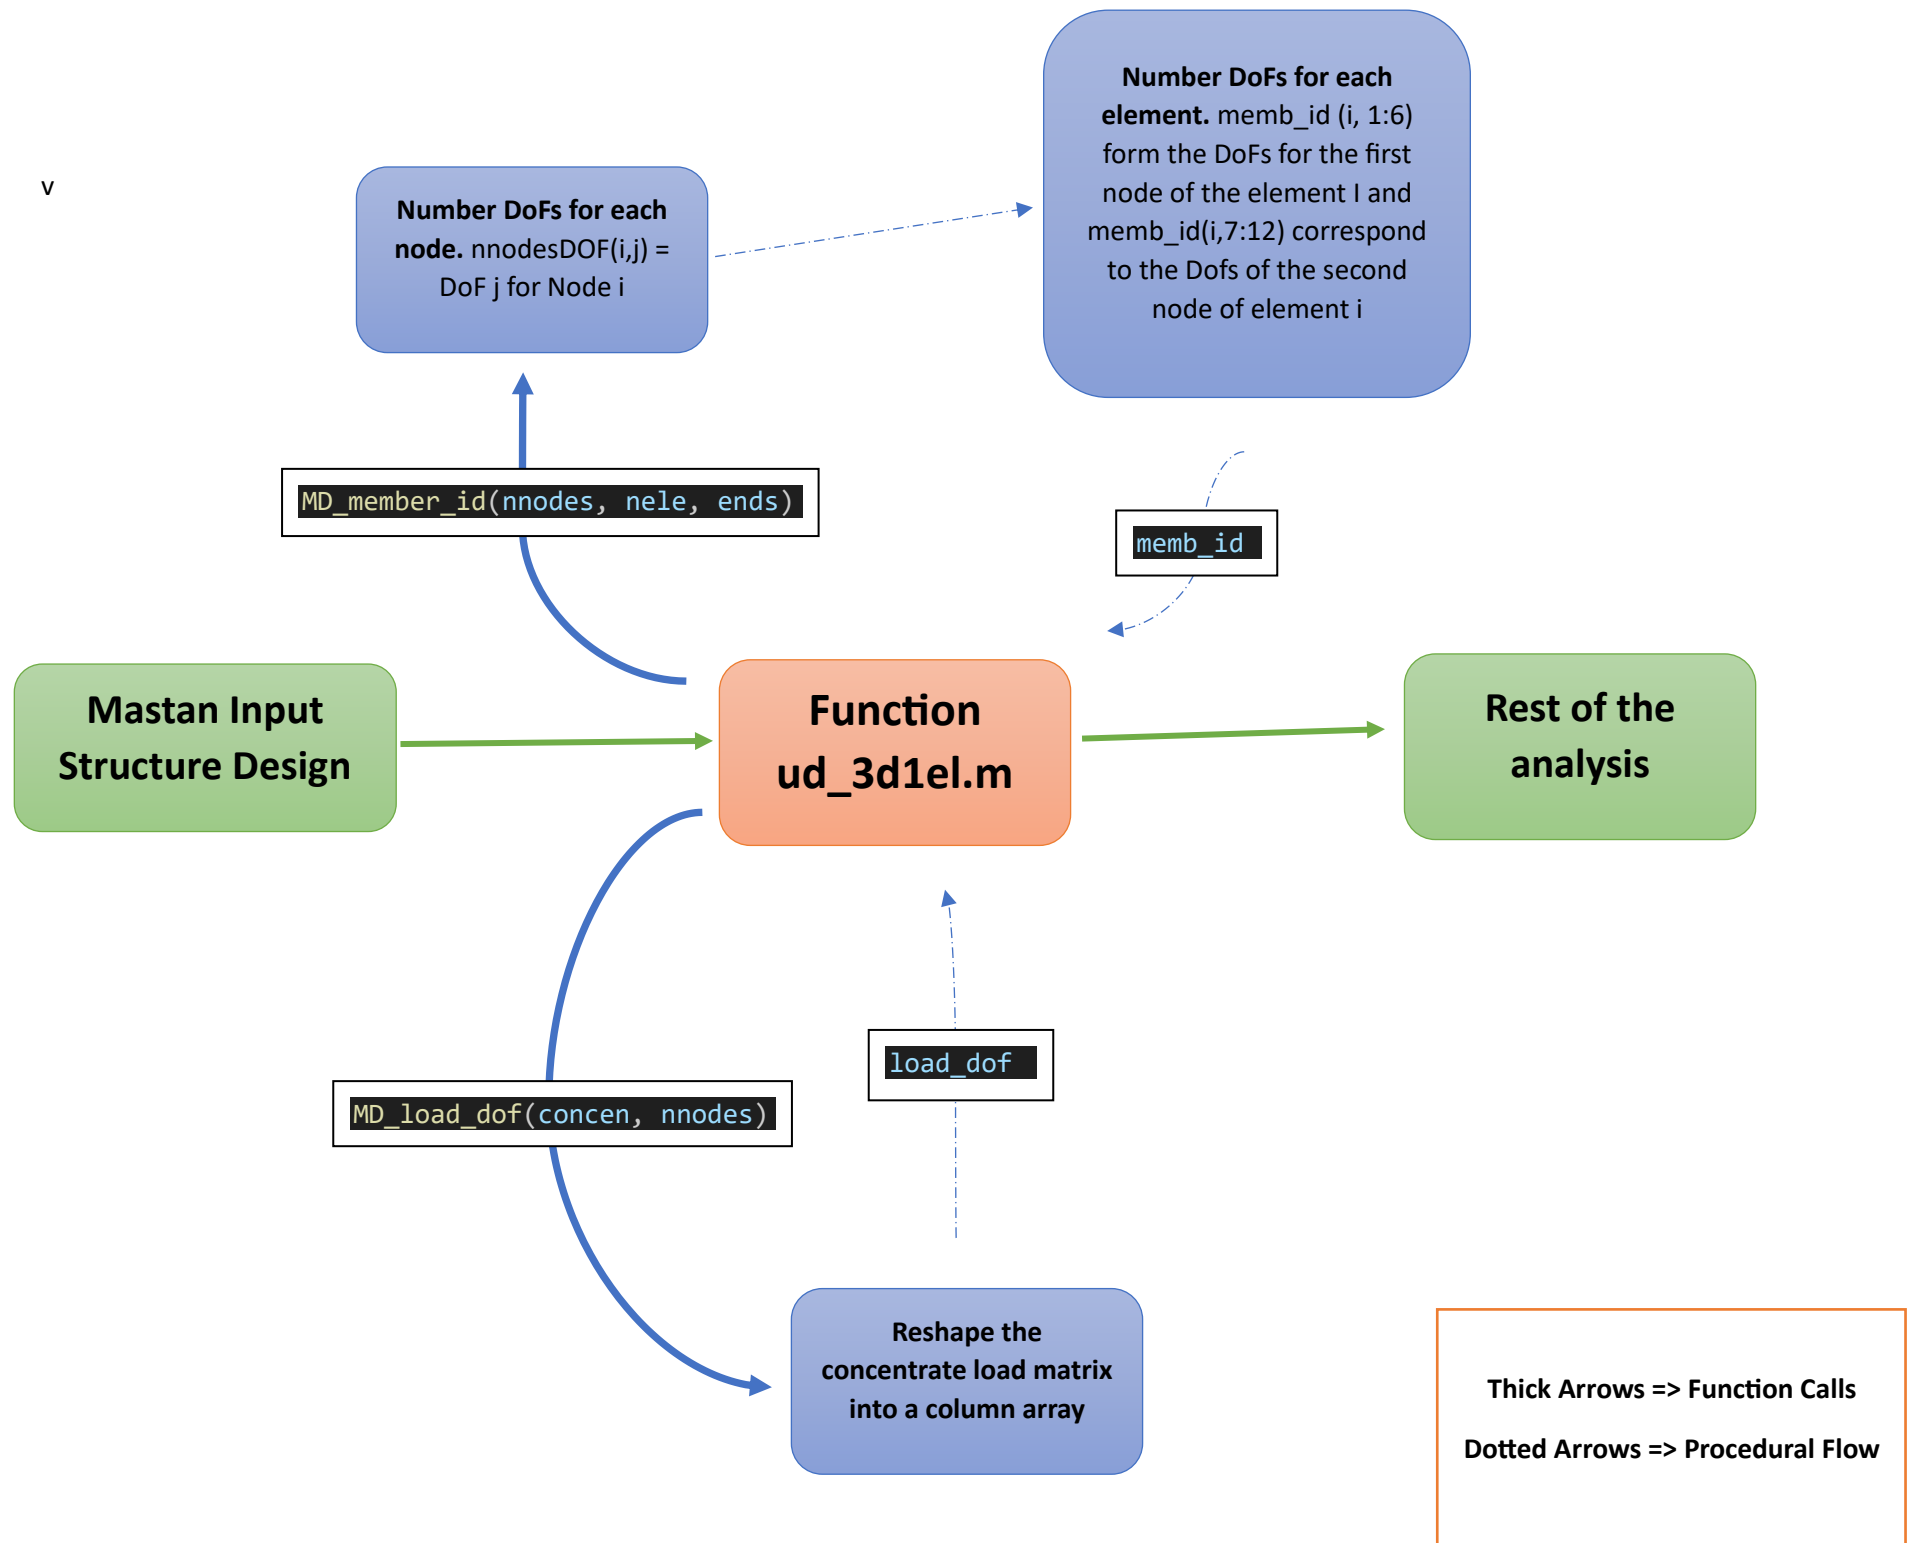 v
Number DoFs for each
node. nnodesDOF(i,j) =
DoF j for Node i
Number DoFs for each
element. memb_id (i, 1:6)
form the DoFs for the first
node of the element I and
memb_id(i,7:12) correspond
to the Dofs of the second
node of element i
MD_member_id(nnodes, nele, ends)
memb_id
Mastan Input
Structure Design
Function
ud_3d1el.m
Rest of the
analysis
load_dof
MD_load_dof(concen, nnodes)
Reshape the
concentrate load matrix
into a column array
Thick Arrows => Function Calls
Dotted Arrows => Procedural Flow